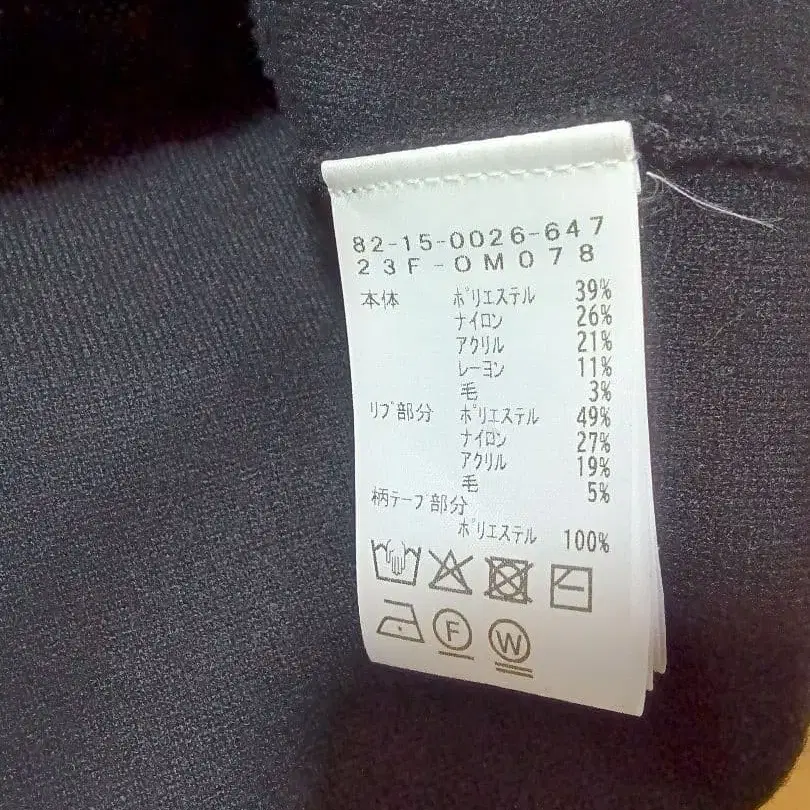 82-15-0026-647
23F-OM078
本体 ポリエステル 39%
ナイロン 26%
アクリル 21%
レーヨン 11%
毛 3%
リブ部分 ポリエステル 49%
ナイロン 27%
アクリル 19%
毛 5%
柄テープ部分
ポリエステル 100%
F W